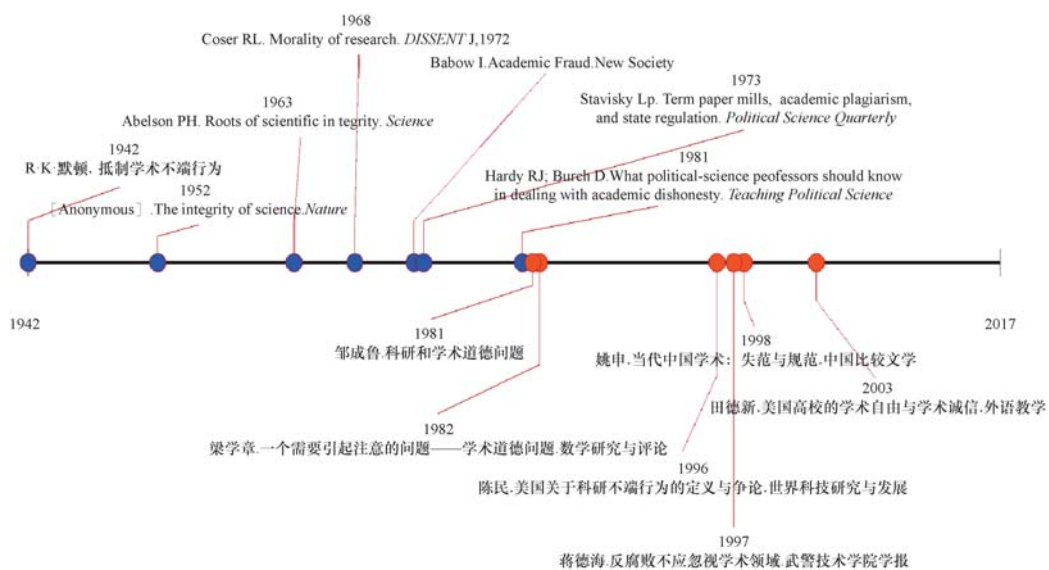 1968
Coser RL. Morality of research. DISSENT J,1972
Babow I.Academic Fraud.New Society
1973
Stavisky Lp. Term paper mills, academic plagiarism,
and state regulation. Political Science Quarterly
1963
Abelson PH. Roots of scientific in tegrity. Science
1942
R·K·默顿. 抵制学术不端行为
1981
Hardy RJ; Burch D.What political-science peofessors should know
in dealing with academic dishonesty. Teaching Political Science
1952
［Anonymous］.The integrity of science.Nature
1942
2017
1981
邹成鲁.科研和学术道德问题
1998
姚申.当代中国学术：失范与规范.中国比较文学
2003
田德新.美国高校的学术自由与学术诚信.外语教学
1982
梁学章.一个需要引起注意的问题——学术道德问题.数学研究与评论
1996
陈民.美国关于科研不端行为的定义与争论.世界科技研究与发展
1997
蒋德海.反腐败不应忽视学术领域.武警技术学院学报